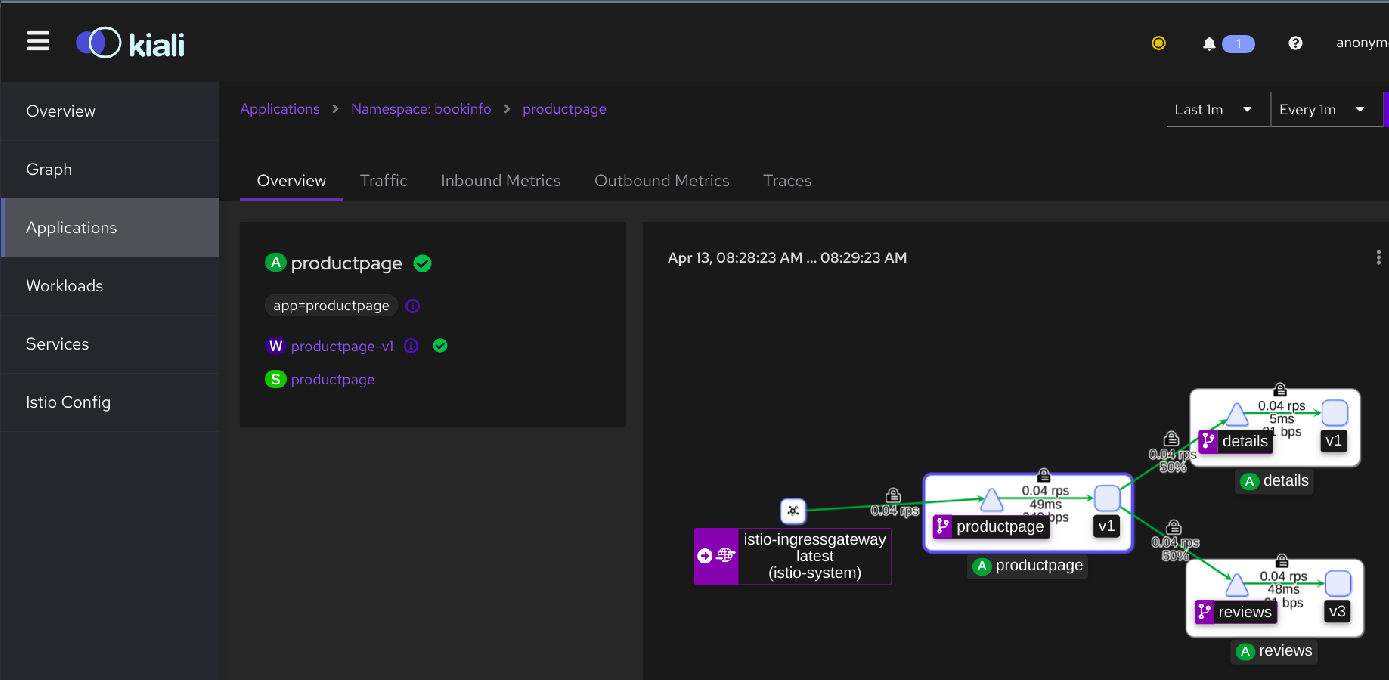 kiali
1
anonym
Overview
Graph
Applications
Workloads
Services
Istio Config
Applications > Namespace: bookinfo > productpage
Last 1m
Every 1m
Overview Traffic Inbound Metrics Outbound Metrics Traces
A productpage
app=productpage
W productpage-v1
S productpage
Apr 13, 08:28:23 AM ... 08:29:23 AM
0.04 rps
5ms
bps
details
v1
A details
0.04 rps
50%
0.04 rps
istio-ingressgateway
latest
(istio-system)
0.04 rps
49ms
bps
productpage
v1
A productpage
0.04 rps
50%
0.04 rps
48ms
bps
reviews
v3
A reviews